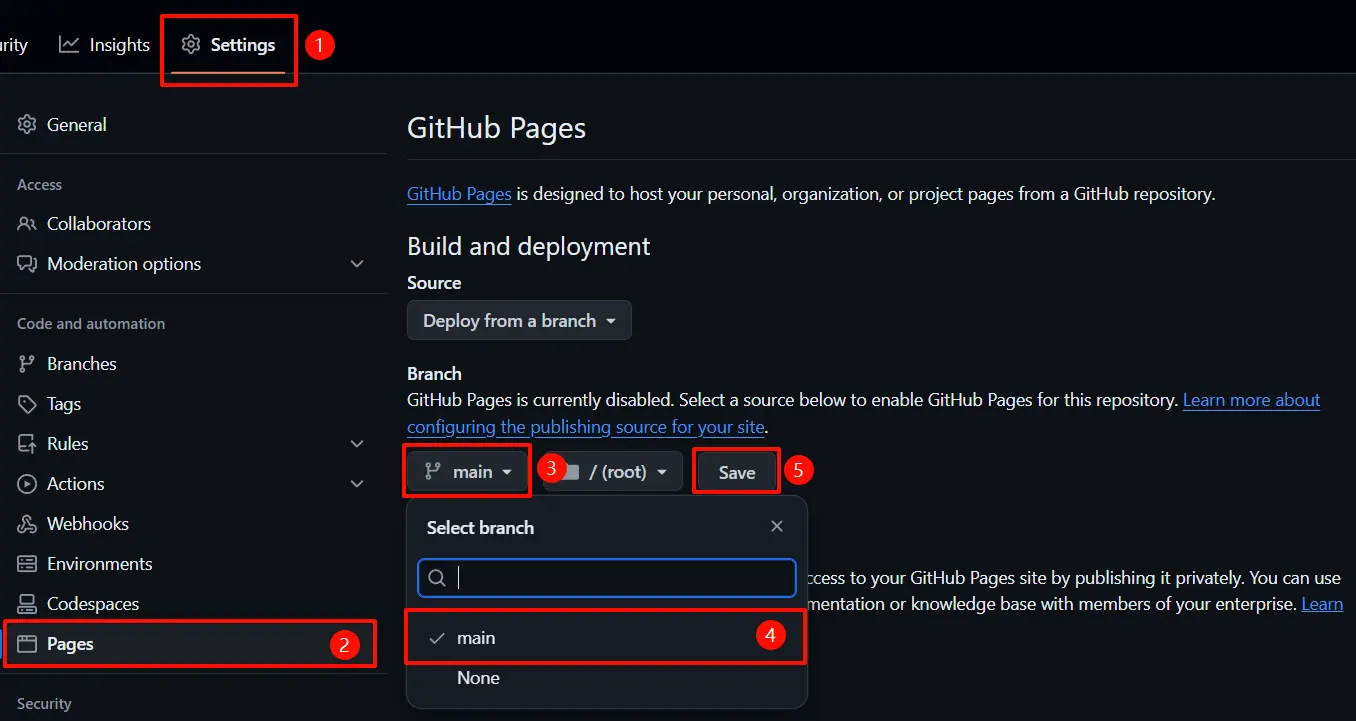 rity Insights Settings 1
General
Access
Collaborators
Moderation options
Code and automation
Branches
Tags
Rules
Actions
Webhooks
Environments
Codespaces
Pages 2
Security
GitHub Pages
GitHub Pages is designed to host your personal, organization, or project pages from a GitHub repository.
Build and deployment
Source
Deploy from a branch
Branch
GitHub Pages is currently disabled. Select a source below to enable GitHub Pages for this repository. Learn more about
configuring the publishing source for your site.
main 3 / (root) Save 5
Select branch
ccess to your GitHub Pages site by publishing it privately. You can use
mentation or knowledge base with members of your enterprise. Learn
main 4
None